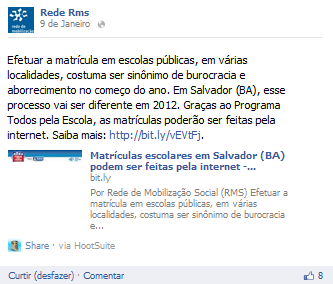 Rede Rms
9 de Janeiro
rede de
mobilização
Efetuar a matrícula em escolas públicas, em várias
localidades, costuma ser sinônimo de burocracia e
aborrecimento no começo do ano. Em Salvador (BA), esse
processo vai ser diferente em 2012. Graças ao Programa
Todos pela Escola, as matrículas poderão ser feitas pela
internet. Saiba mais: http://bit.ly/vEVtFj.
Matrículas escolares em Salvador (BA)
podem ser feitas pela internet -...
bit.ly
Por Rede de Mobilização Social (RMS) Efetuar a
matrícula em escolas públicas, em várias
localidades, costuma ser sinônimo de burocracia
e...
Share · via HootSuite
Curtir (desfazer) · Comentar
8